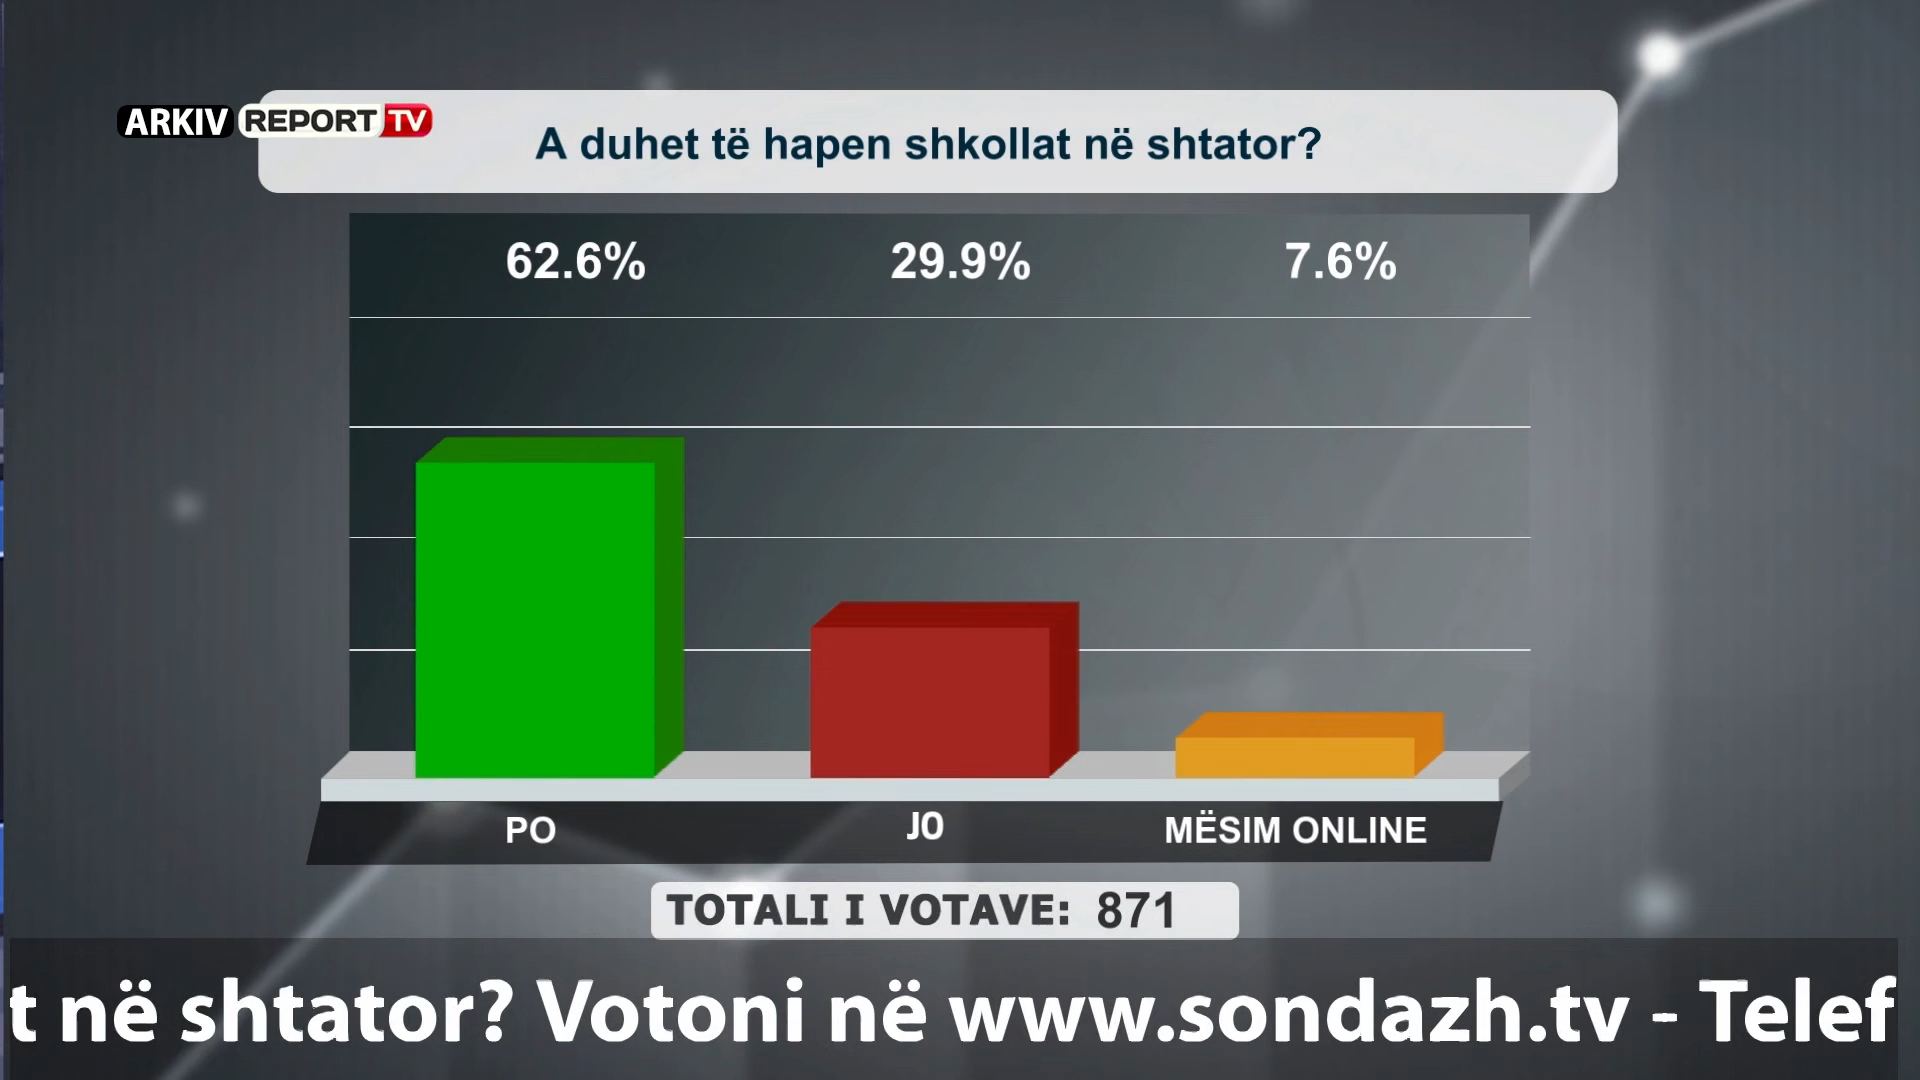 ARKIV REPORT TV
A duhet të hapen shkollat në shtator?
62.6% 29.9% 7.6%
PO JO MËSIM ONLINE
TOTALI I VOTAVE: 871
t në shtator? Votoni në www.sondazh.tv - Telef